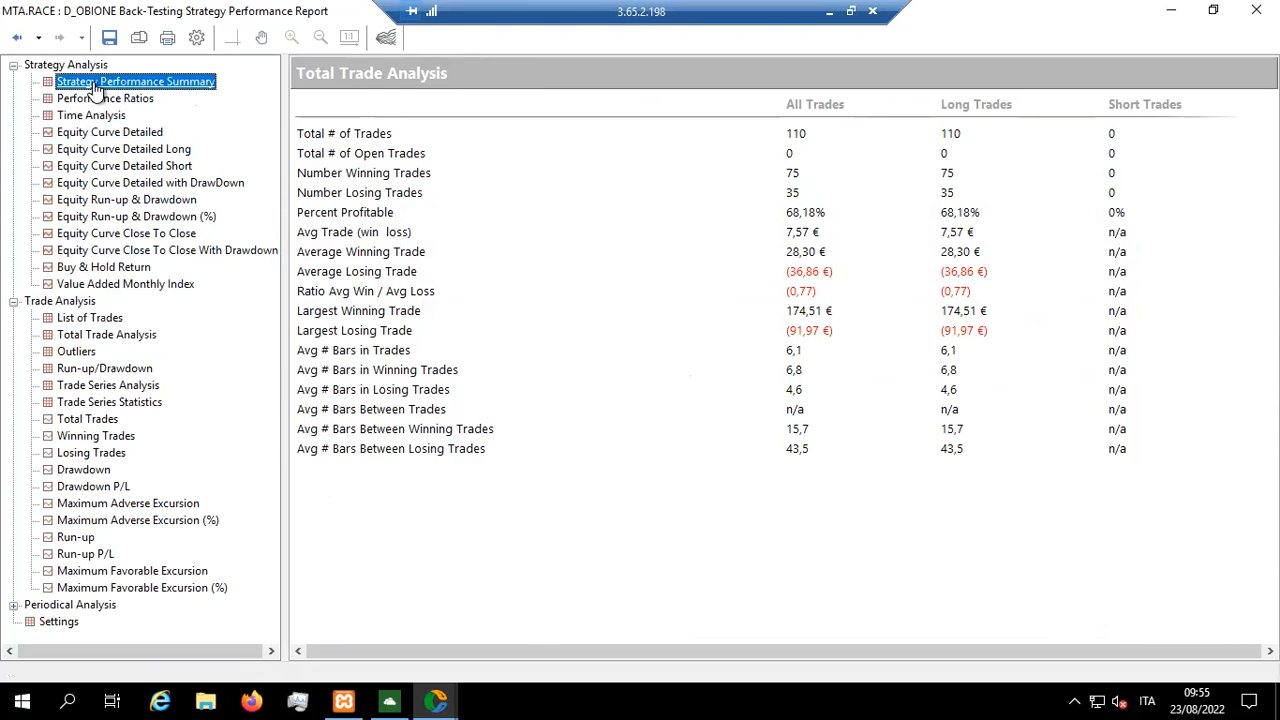 MTA.RACE : D_OBIONE Back-Testing Strategy Performance Report
3.65.2.198
1:1
Strategy Analysis
Strategy Performance Summary
Performance Ratios
Time Analysis
Equity Curve Detailed
Equity Curve Detailed Long
Equity Curve Detailed Short
Equity Curve Detailed with DrawDown
Equity Run-up & Drawdown
Equity Run-up & Drawdown (%)
Equity Curve Close To Close
Equity Curve Close To Close With Drawdown
Buy & Hold Return
Value Added Monthly Index
Trade Analysis
List of Trades
Total Trade Analysis
Outliers
Run-up/Drawdown
Trade Series Analysis
Trade Series Statistics
Total Trades
Winning Trades
Losing Trades
Drawdown
Drawdown P/L
Maximum Adverse Excursion
Maximum Adverse Excursion (%)
Run-up
Run-up P/L
Maximum Favorable Excursion
Maximum Favorable Excursion (%)
Periodical Analysis
Settings
Total Trade Analysis
All Trades Long Trades Short Trades
Total # of Trades 110 110 0
Total # of Open Trades 0 0 0
Number Winning Trades 75 75 0
Number Losing Trades 35 35 0
Percent Profitable 68,18% 68,18% 0%
Avg Trade (win loss) 7,57 € 7,57 € n/a
Average Winning Trade 28,30 € 28,30 € n/a
Average Losing Trade (36,86 €) (36,86 €) n/a
Ratio Avg Win / Avg Loss (0,77) (0,77) n/a
Largest Winning Trade 174,51 € 174,51 € n/a
Largest Losing Trade (91,97 €) (91,97 €) n/a
Avg # Bars in Trades 6,1 6,1 n/a
Avg # Bars in Winning Trades 6,8 6,8 n/a
Avg # Bars in Losing Trades 4,6 4,6 n/a
Avg # Bars Between Trades n/a n/a n/a
Avg # Bars Between Winning Trades 15,7 15,7 n/a
Avg # Bars Between Losing Trades 43,5 43,5 n/a
ITA
09:55
23/08/2022